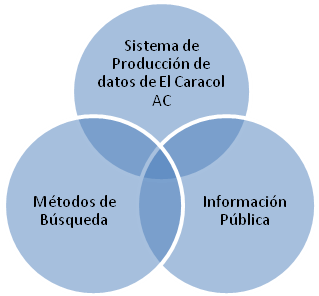 Sistema de
Producción de
datos de El Caracol
AC
Métodos de
Búsqueda
Información
Pública